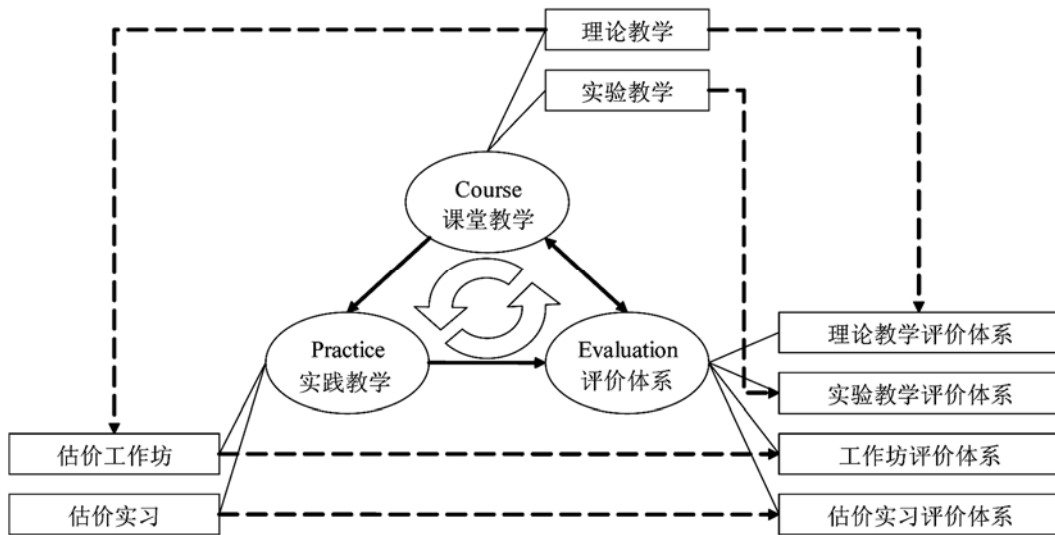 理论教学
实验教学
Course
课堂教学
Practice
实践教学
Evaluation
评价体系
理论教学评价体系
实验教学评价体系
估价工作坊
工作坊评价体系
估价实习
估价实习评价体系